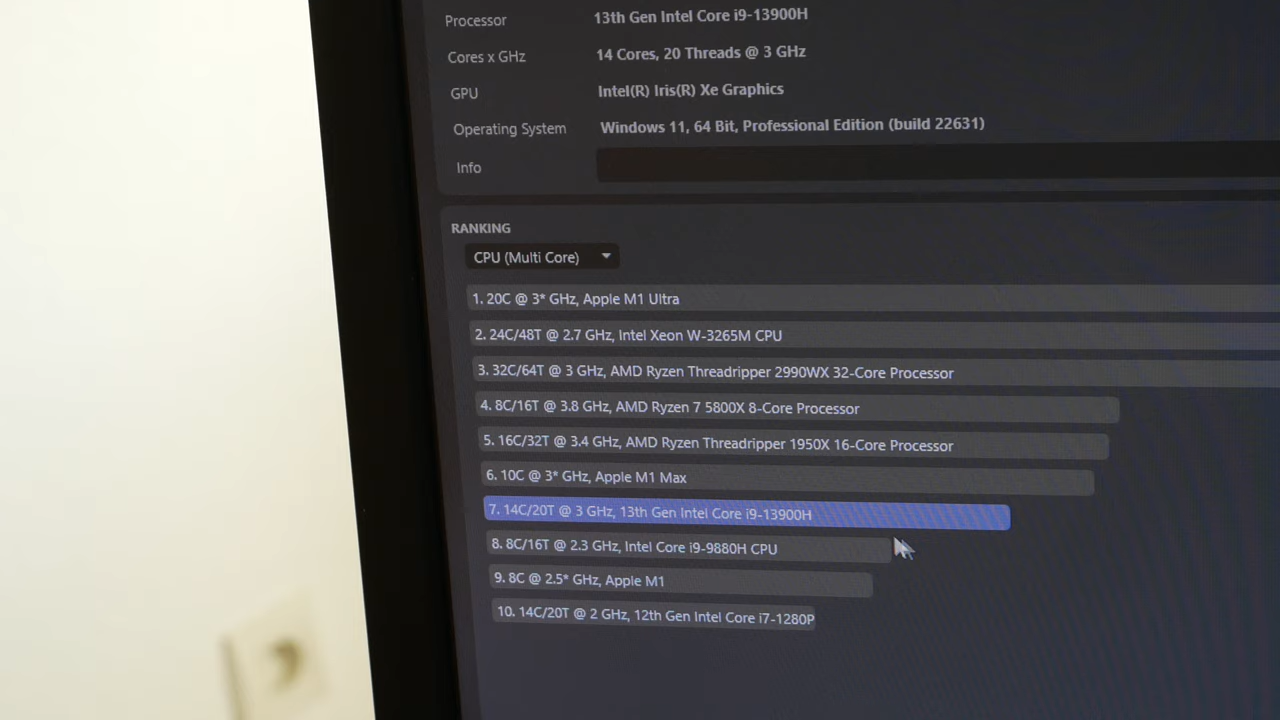 Processor 13th Gen Intel Core i9-13900H
Cores x GHz 14 Cores, 20 Threads @ 3 GHz
GPU Intel(R) Iris(R) Xe Graphics
Operating System Windows 11, 64 Bit, Professional Edition (build 22631)
Info
RANKING
CPU (Multi Core)
1. 20C @ 3* GHz, Apple M1 Ultra
2. 24C/48T @ 2.7 GHz, Intel Xeon W-3265M CPU
3. 32C/64T @ 3 GHz, AMD Ryzen Threadripper 2990WX 32-Core Processor
4. 8C/16T @ 3.8 GHz, AMD Ryzen 7 5800X 8-Core Processor
5. 16C/32T @ 3.4 GHz, AMD Ryzen Threadripper 1950X 16-Core Processor
6. 10C @ 3* GHz, Apple M1 Max
7. 14C/20T @ 3 GHz, 13th Gen Intel Core i9-13900H
8. 8C/16T @ 2.3 GHz, Intel Core i9-9880H CPU
9. 8C @ 2.5* GHz, Apple M1
10. 14C/20T @ 2 GHz, 12th Gen Intel Core i7-1280P